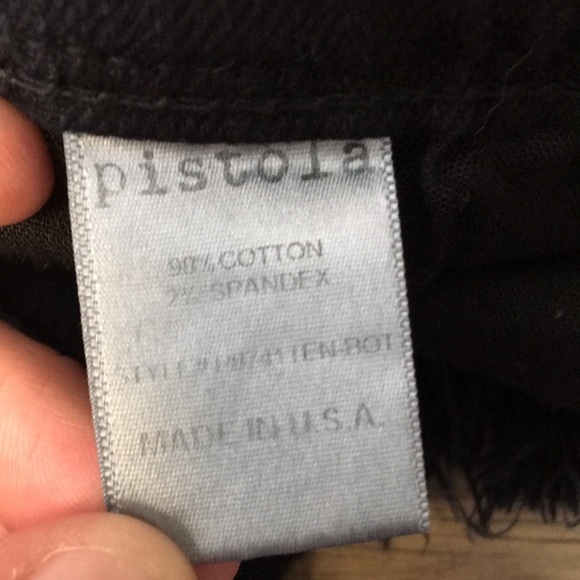 pistola
98% COTTON
2% SPANDEX
MADE IN U.S.A.